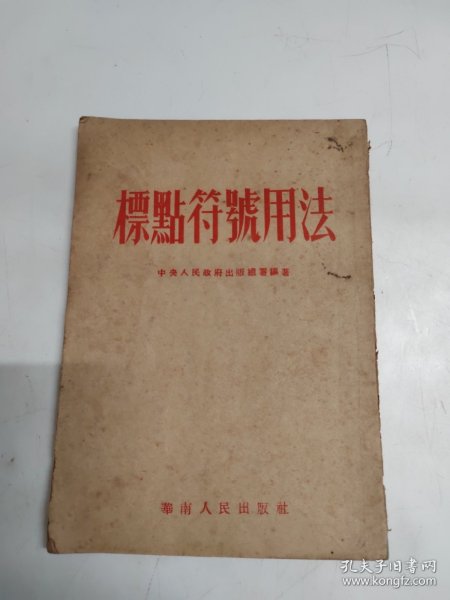 標點符號用法
中央人民政府出版總署編著
華南人民出版社
孔夫子旧书网
www.kongfz.com